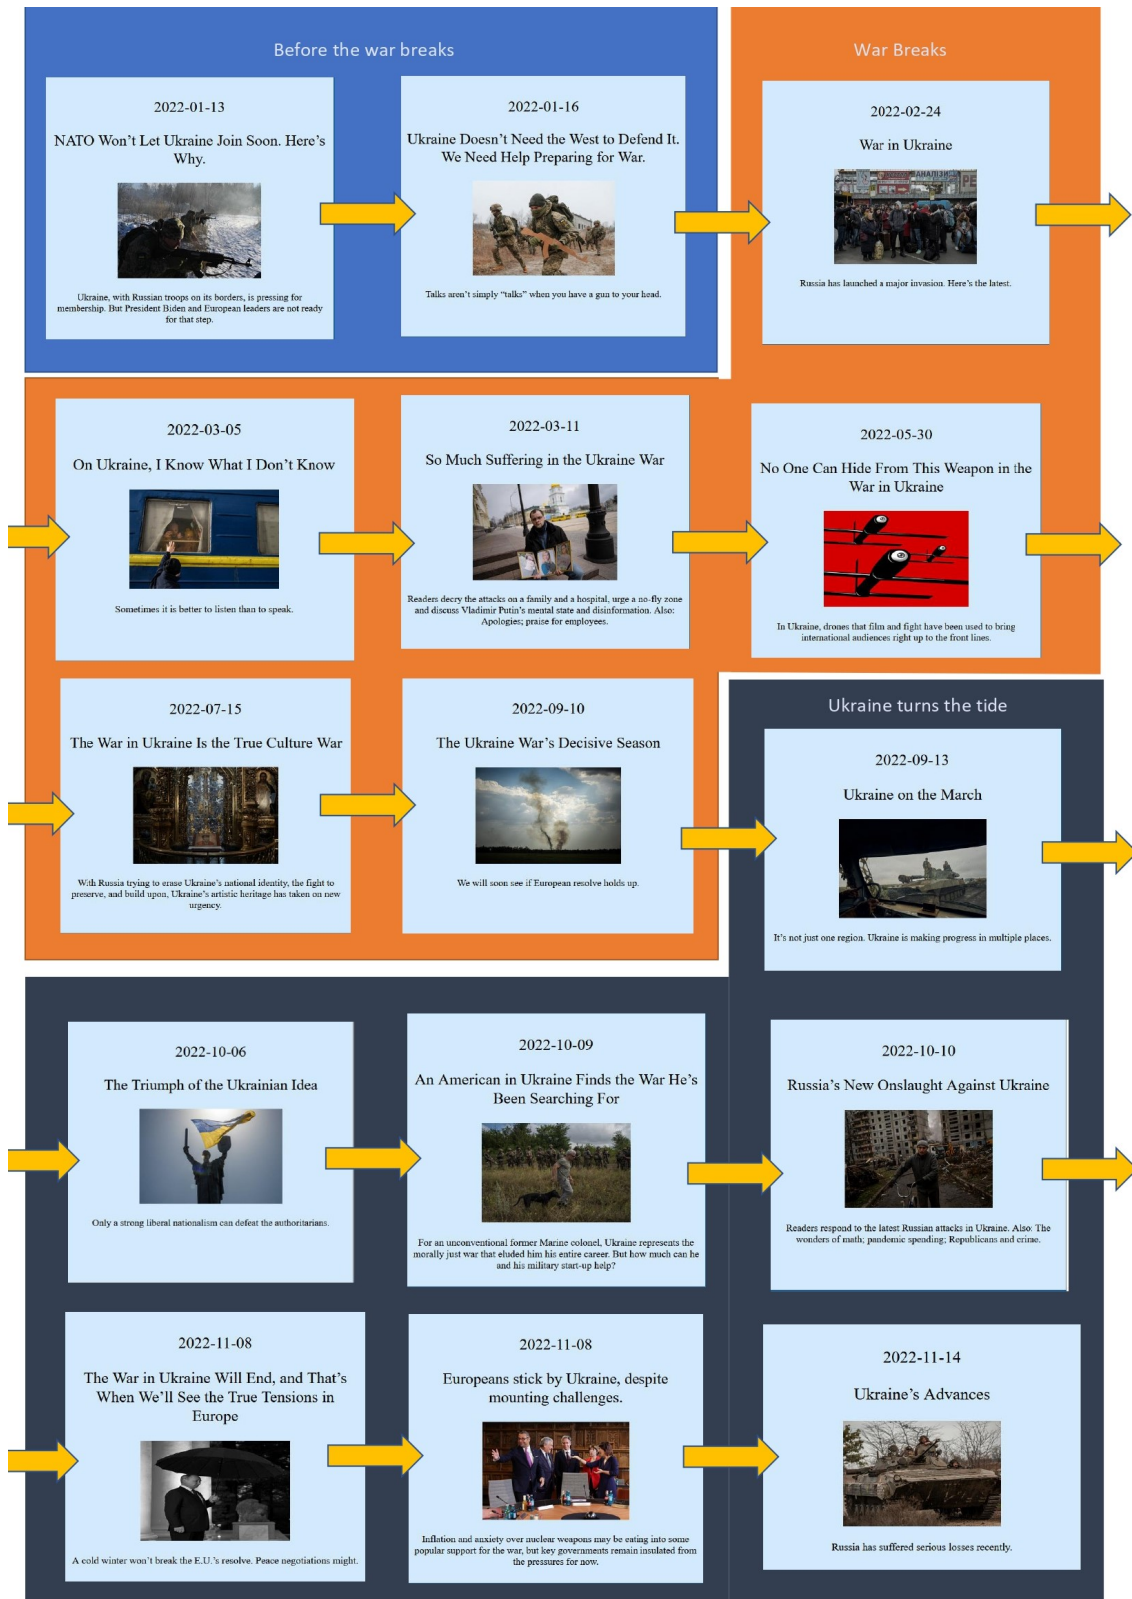 Before the war breaks
War Breaks
2022-01-13
NATO Won't Let Ukraine Join Soon. Here's
Why.
Ukraine, with Russian troops on its borders, is pressing for
membership. But President Biden and European leaders are not ready
for that step.
2022-01-16
Ukraine Doesn't Need the West to Defend It.
We Need Help Preparing for War.
Talks aren't simply "talks" when you have a gun to your head.
2022-02-24
War in Ukraine
Russia has launched a major invasion. Here's the latest.
2022-03-05
On Ukraine, I Know What I Don't Know
Sometimes it is better to listen than to speak.
2022-03-11
So Much Suffering in the Ukraine War
Readers decry the attacks on a family and a hospital, urge a no-fly zone
and discuss Vladimir Putin's mental state and disinformation. Also:
Apologies; praise for employees.
2022-05-30
No One Can Hide From This Weapon in the
War in Ukraine
In Ukraine, drones that film and fight have been used to bring
international audiences right up to the front lines.
2022-07-15
The War in Ukraine Is the True Culture War
With Russia trying to erase Ukraine's national identity, the fight to
preserve, and build upon, Ukraine's artistic heritage has taken on new
urgency.
2022-09-10
The Ukraine War's Decisive Season
We will soon see if European resolve holds up.
Ukraine turns the tide
2022-09-13
Ukraine on the March
It's not just one region. Ukraine is making progress in multiple places.
2022-10-06
The Triumph of the Ukrainian Idea
Only a strong liberal nationalism can defeat the authoritarians.
2022-10-09
An American in Ukraine Finds the War He's
Been Searching For
For an unconventional former Marine colonel, Ukraine represents the
morally just war that eluded him his entire career. But how much can he
and his military start-up help?
2022-10-10
Russia's New Onslaught Against Ukraine
Readers respond to the latest Russian attacks in Ukraine. Also: The
wonders of math; pandemic spending; Republicans and crime.
2022-11-08
The War in Ukraine Will End, and That's
When We'll See the True Tensions in
Europe
A cold winter won't break the E.U.'s resolve. Peace negotiations might.
2022-11-08
Europeans stick by Ukraine, despite
mounting challenges.
Inflation and anxiety over nuclear weapons may be eating into some
popular support for the war, but key governments remain insulated from
the pressures for now.
2022-11-14
Ukraine's Advances
Russia has suffered serious losses recently.